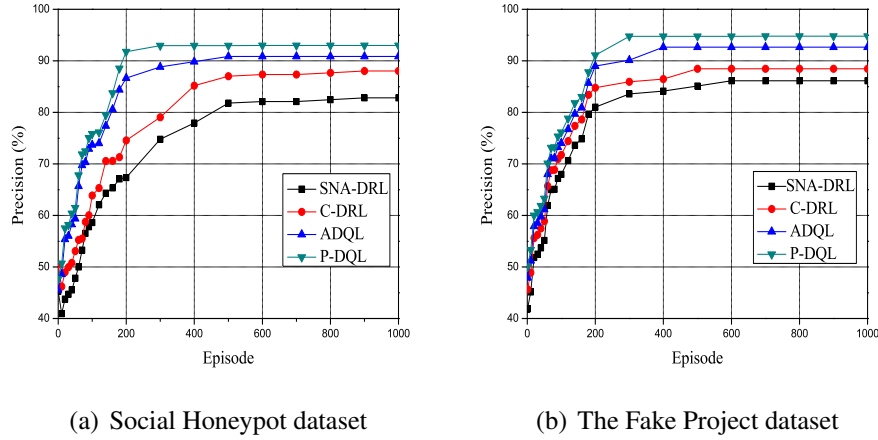 100
90
80
70
60
50
40
Precision (%)
SNA-DRL
C-DRL
ADQL
P-DQL
0 200 400 600 800 1000
Episode
(a) Social Honeypot dataset
100
90
80
70
60
50
40
Precision (%)
SNA-DRL
C-DRL
ADQL
P-DQL
0 200 400 600 800 1000
Episode
(b) The Fake Project dataset